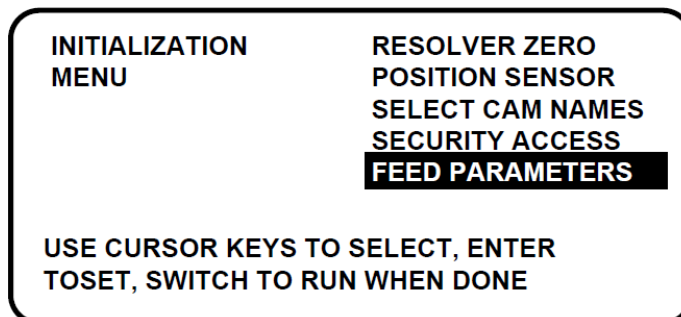 INITIALIZATION RESOLVER ZERO
MENU POSITION SENSOR
SELECT CAM NAMES
SECURITY ACCESS
FEED PARAMETERS
USE CURSOR KEYS TO SELECT, ENTER
TOSET, SWITCH TO RUN WHEN DONE